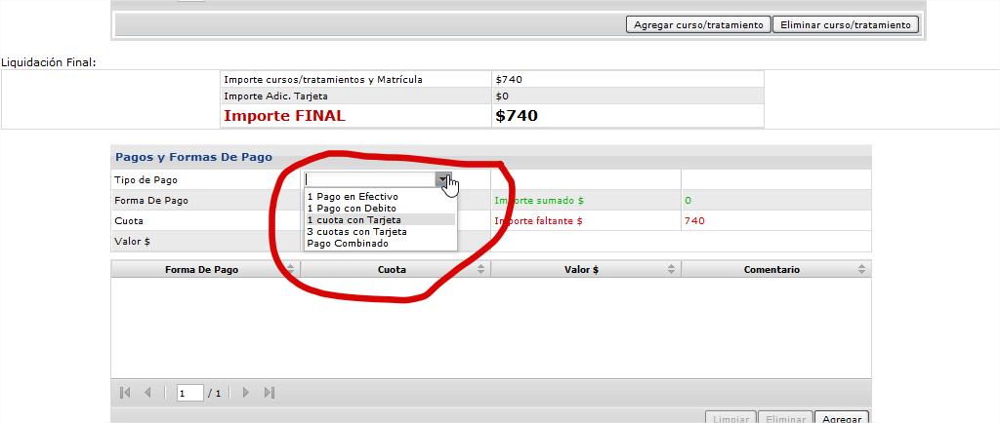 Agregar curso/tratamiento Eliminar curso/tratamiento
Liquidación Final:
Importe cursos/tratamientos y Matrícula $740
Importe Adic. Tarjeta $0
Importe FINAL $740
Pagos y Formas De Pago
Tipo de Pago
1 Pago en Efectivo
1 Pago con Debito
1 cuota con Tarjeta
3 cuotas con Tarjeta
Pago Combinado
Forma De Pago Importe sumado $ 0
Cuota Importe faltante $ 740
Valor $
Forma De Pago Cuota Valor $ Comentario
1 / 1
Limpiar Eliminar Agregar